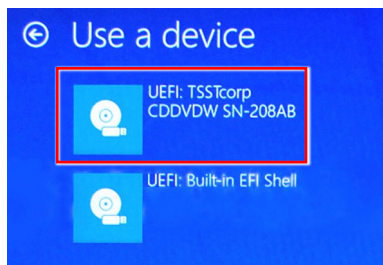 Use a device
UEFI: TSSTcorp
CDDVDW SN-208AB
UEFI: Built-in EFI Shell